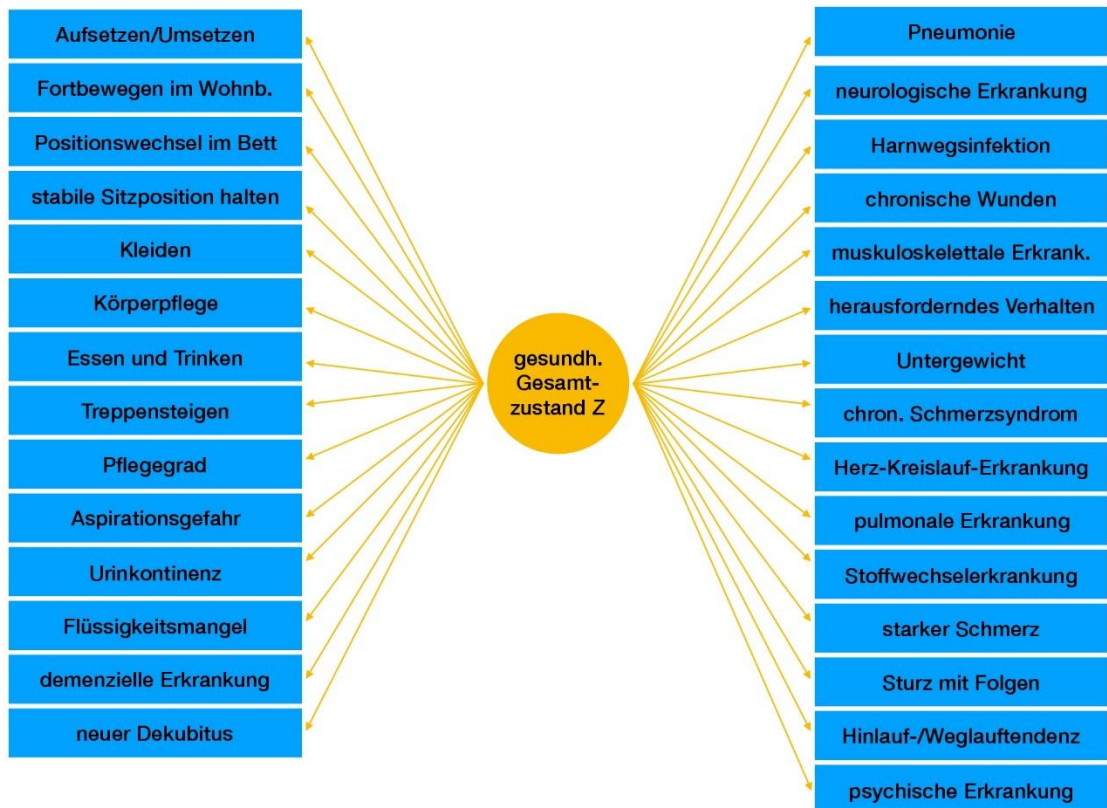 Aufsetzen/Umsetzen
Fortbewegen im Wohnb.
Positionswechsel im Bett
stabile Sitzposition halten
Kleiden
Körperpflege
Essen und Trinken
Treppensteigen
Pflegegrad
Aspirationsgefahr
Urinkontinenz
Flüssigkeitsmangel
demenzielle Erkrankung
neuer Dekubitus
gesundh.
Gesamt-
zustand Z
Pneumonie
neurologische Erkrankung
Harnwegsinfektion
chronische Wunden
muskuloskelettale Erkrank.
herausforderndes Verhalten
Untergewicht
chron. Schmerzsyndrom
Herz-Kreislauf-Erkrankung
pulmonale Erkrankung
Stoffwechselerkrankung
starker Schmerz
Sturz mit Folgen
Hinlauf-/Weglauftendenz
psychische Erkrankung